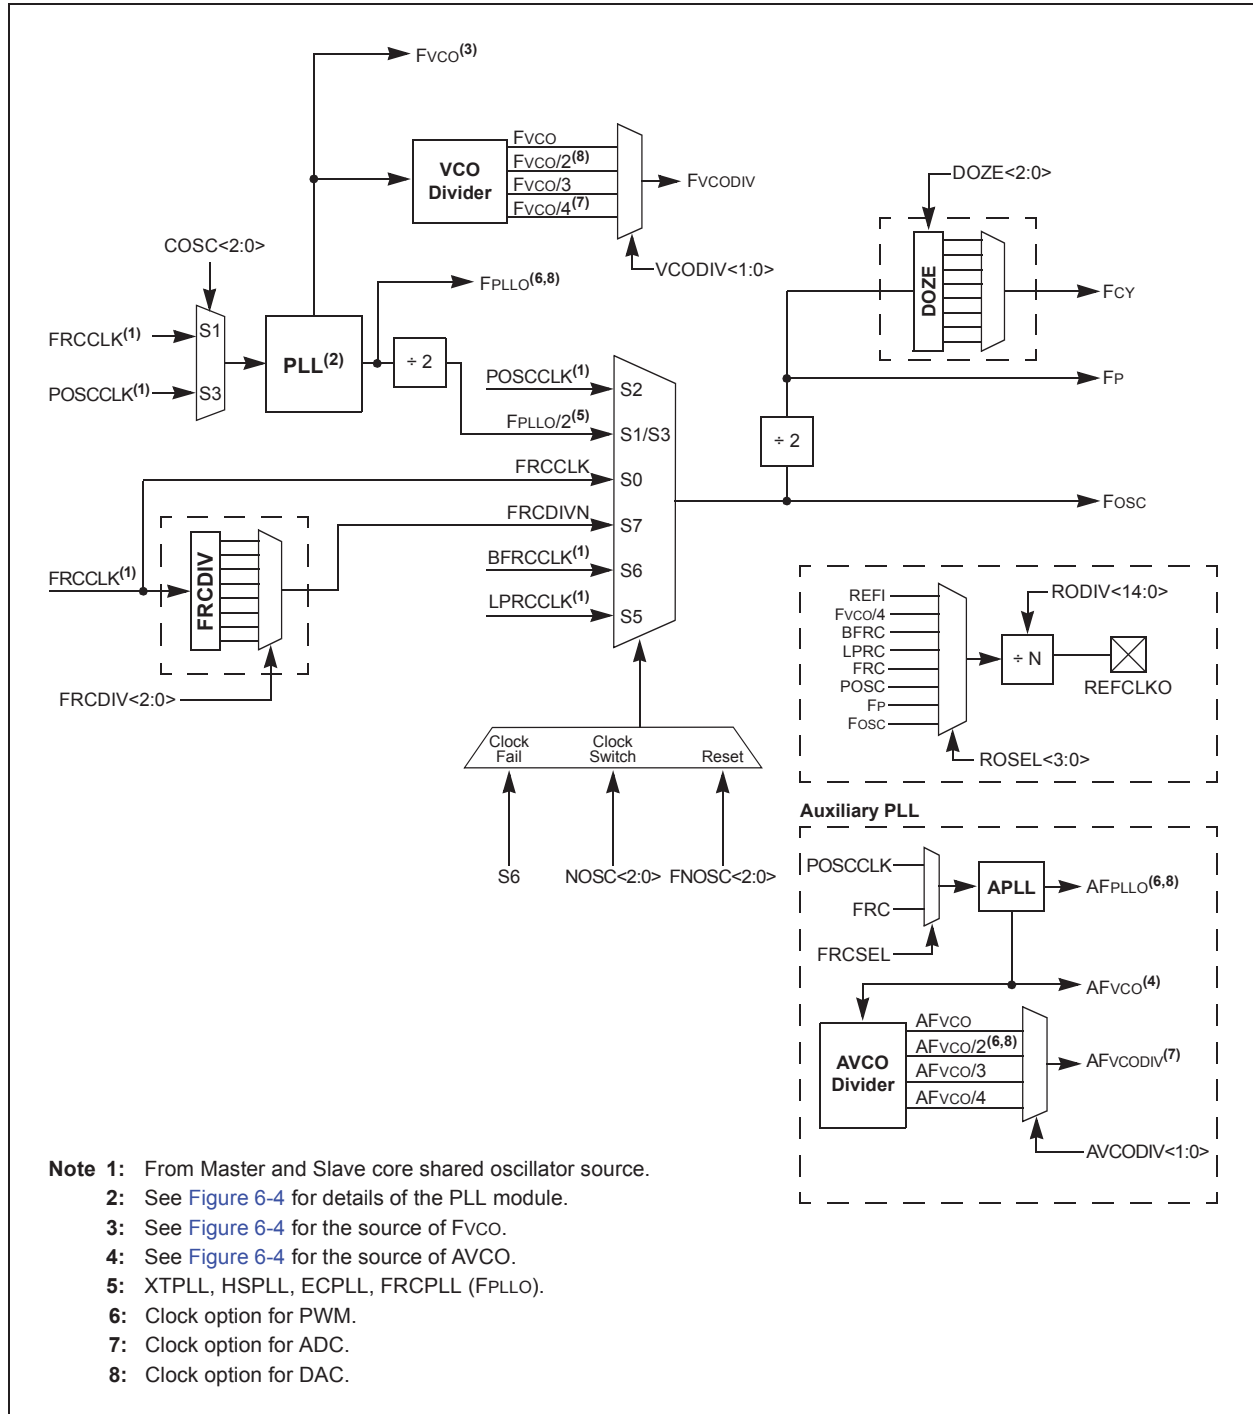 FVCO(3)
VCO
Divider
FVCO
FVCO/2(8)
FVCO/3
FVCO/4(7)
FVCODIV
VCODIV<1:0>
DOZE<2:0>
DOZE
FCY
COSC<2:0>
FPLLO(6,8)
FRCCLK(1)
S1
POSCCLK(1)
S3
PLL(2)
÷ 2
POSCCLK(1)
S2
FPLLO/2(5)
S1/S3
FRCCLK
S0
FRCDIVN
S7
BFRCCLK(1)
S6
LPRCCLK(1)
S5
FP
÷ 2
FOSC
FRCCLK(1)
FRCDIV
FRCDIV<2:0>
Clock
Fail
Clock
Switch
Reset
S6
NOSC<2:0>
FNOSC<2:0>
REFI
FVCO/4
BFRC
LPRC
FRC
POSC
FP
FOSC
RODIV<14:0>
÷ N
REFCLKO
ROSEL<3:0>
Auxiliary PLL
POSCCLK
FRC
FRCSEL
APLL
AFPLLO(6,8)
AFVCO(4)
AVCO
Divider
AFVCO
AFVCO/2(6,8)
AFVCO/3
AFVCO/4
AFVCODIV(7)
AVCODIV<1:0>
Note 1: From Master and Slave core shared oscillator source.
2: See Figure 6-4 for details of the PLL module.
3: See Figure 6-4 for the source of FVCO.
4: See Figure 6-4 for the source of AVCO.
5: XTPLL, HSPLL, ECPLL, FRCPLL (FPLLO).
6: Clock option for PWM.
7: Clock option for ADC.
8: Clock option for DAC.